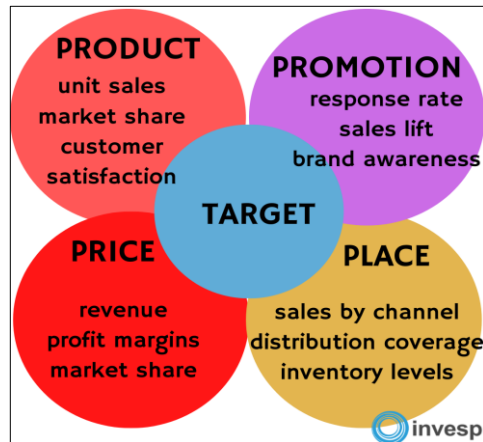 PRODUCT
unit sales
market share
customer
satisfaction
PROMOTION
response rate
sales lift
brand awareness
TARGET
PRICE
revenue
profit margins
market share
PLACE
sales by channel
distribution coverage
inventory levels
invesp